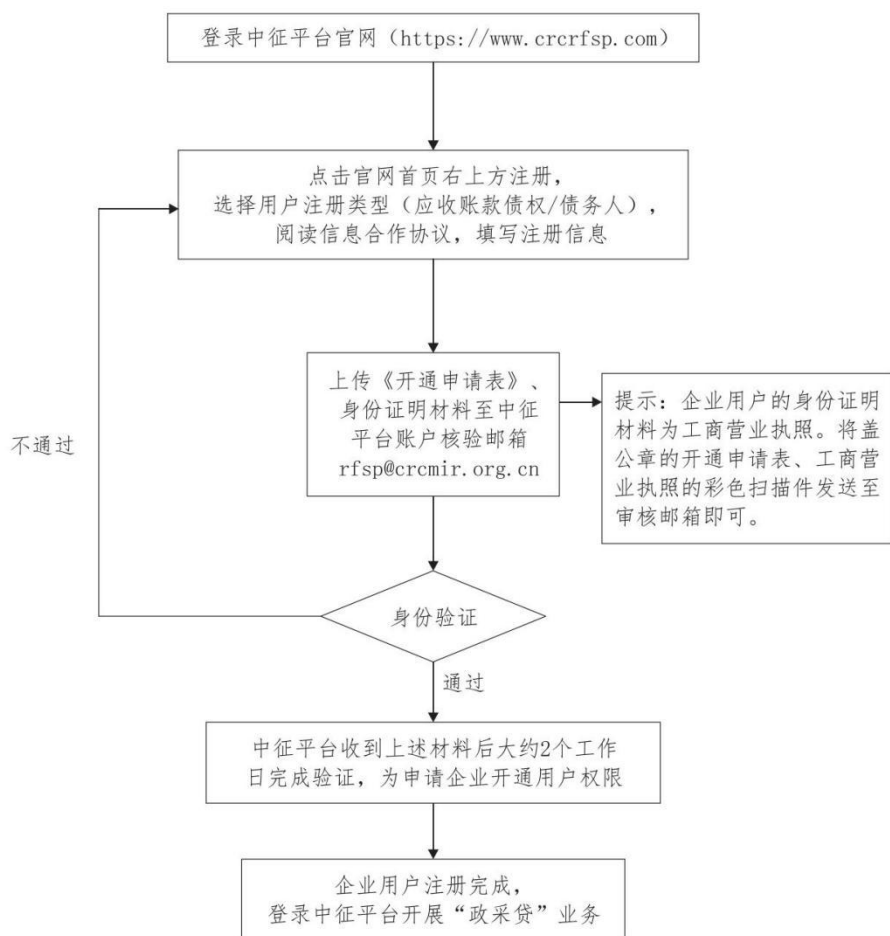 登录中征平台官网（https://www.crcrfsp.com）
点击官网首页右上方注册，
选择用户注册类型（应收账款债权/债务人），
阅读信息合作协议，填写注册信息
上传《开通申请表》、
身份证明材料至中征
平台账户核验邮箱
rfsp@crcmir.org.cn
提示：企业用户的身份证明
材料为工商营业执照。将盖
公章的开通申请表、工商营
业执照的彩色扫描件发送至
审核邮箱即可。
不通过
身份验证
通过
中征平台收到上述材料后大约2个工作
日完成验证，为申请企业开通用户权限
企业用户注册完成，
登录中征平台开展“政采贷”业务